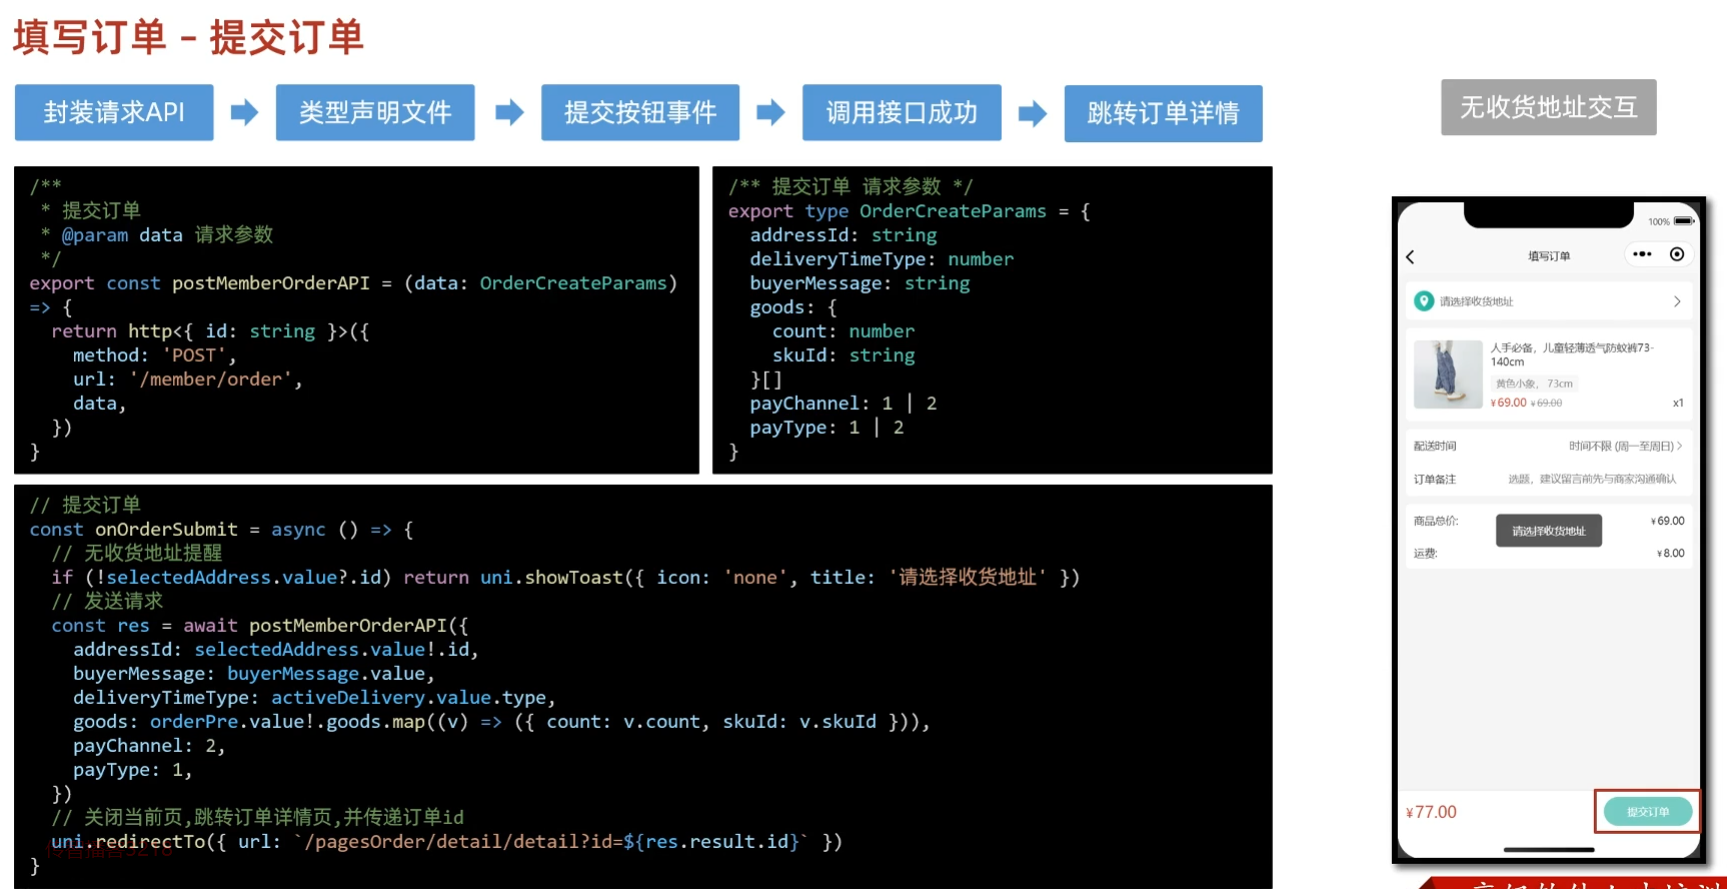 填写订单 – 提交订单
封装请求API
类型声明文件
提交按钮事件
调用接口成功
跳转订单详情
无收货地址交互
/**
 * 提交订单
 * @param data 请求参数
 */
export const postMemberOrderAPI = (data: OrderCreateParams)
=> {
  return http<{ id: string }>({
    method: 'POST',
    url: '/member/order',
    data,
  })
}
/** 提交订单 请求参数 */
export type OrderCreateParams = {
  addressId: string
  deliveryTimeType: number
  buyerMessage: string
  goods: {
    count: number
    skuId: string
  }[]
  payChannel: 1 | 2
  payType: 1 | 2
}
// 提交订单
const onOrderSubmit = async () => {
  // 无收货地址提醒
  if (!selectedAddress.value?.id) return uni.showToast({ icon: 'none', title: '请选择收货地址' })
  // 发送请求
  const res = await postMemberOrderAPI({
    addressId: selectedAddress.value!.id,
    buyerMessage: buyerMessage.value,
    deliveryTimeType: activeDelivery.value.type,
    goods: orderPre.value!.goods.map((v) => ({ count: v.count, skuId: v.skuId })),
    payChannel: 2,
    payType: 1,
  })
  // 关闭当前页,跳转订单详情页,并传递订单id
  uni.redirectTo({ url: `/pagesOrder/detail/detail?id=${res.result.id}` })
}
100%
填写订单
请选择收货地址
人手必备，儿童轻薄透气防蚊裤73-
140cm
黄色小象， 73cm
¥69.00 ¥69.00
x1
配送时间
时间不限 (周一至周日)
订单备注
选题，建议留言前先与商家沟通确认
商品总价:
¥69.00
请选择收货地址
运费:
¥8.00
¥77.00
提交订单